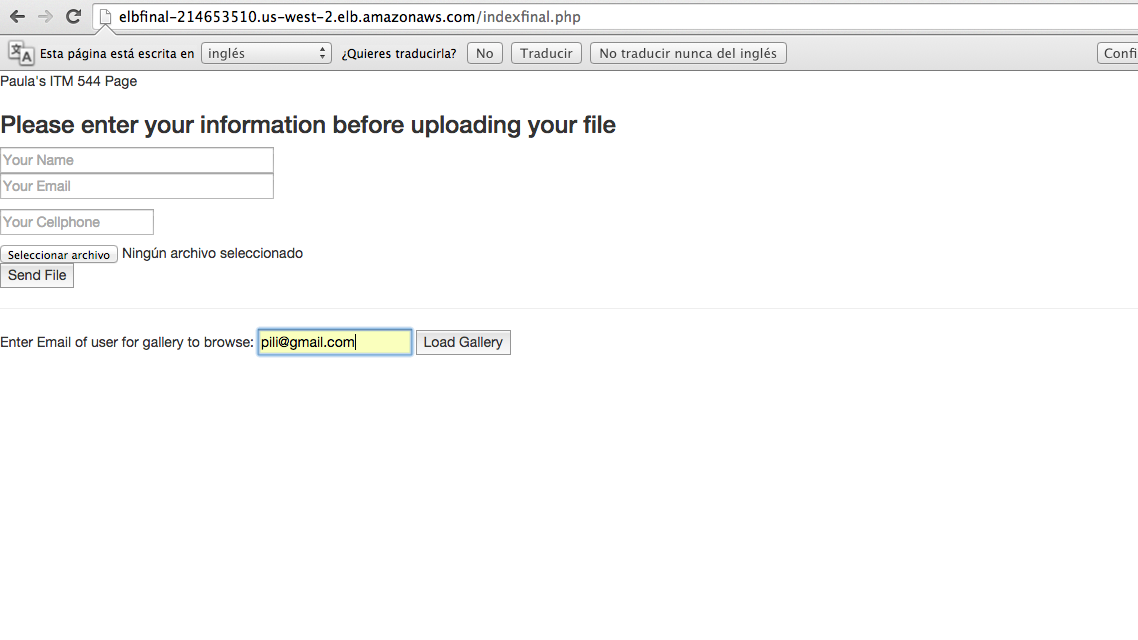 elbfinal-214653510.us-west-2.elb.amazonaws.com/indexfinal.php
Esta página está escrita en inglés ¿Quieres traducirla? No Traducir No traducir nunca del inglés Confi
Paula's ITM 544 Page
Please enter your information before uploading your file
Your Name
Your Email
Your Cellphone
Seleccionar archivo Ningún archivo seleccionado
Send File
Enter Email of user for gallery to browse: pili@gmail.com Load Gallery